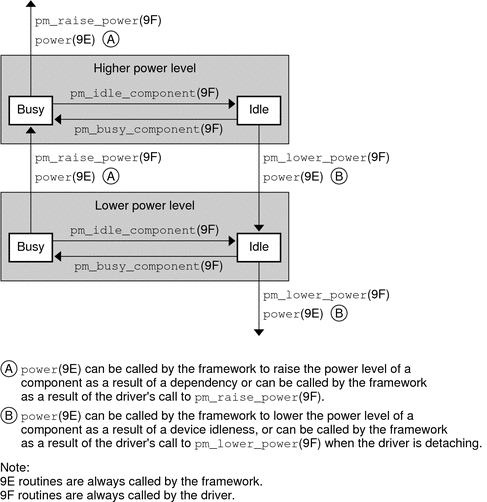 pm_raise_power(9F)
power(9E) A
Higher power level
pm_idle_component(9F)
Busy
Idle
pm_busy_component(9F)
pm_raise_power(9F)
power(9E) A
pm_lower_power(9F)
power(9E) B
Lower power level
pm_idle_component(9F)
Busy
Idle
pm_busy_component(9F)
pm_lower_power(9F)
power(9E) B
A power(9E) can be called by the framework to raise the power level of a
component as a result of a dependency or can be called by the framework
as a result of the driver's call to pm_raise_power(9F).
B power(9E) can be called by the framework to lower the power level of a
component as a result of a device idleness, or can be called by the framework
as a result of the driver's call to pm_lower_power(9F) when the driver is detaching.
Note:
9E routines are always called by the framework.
9F routines are always called by the driver.